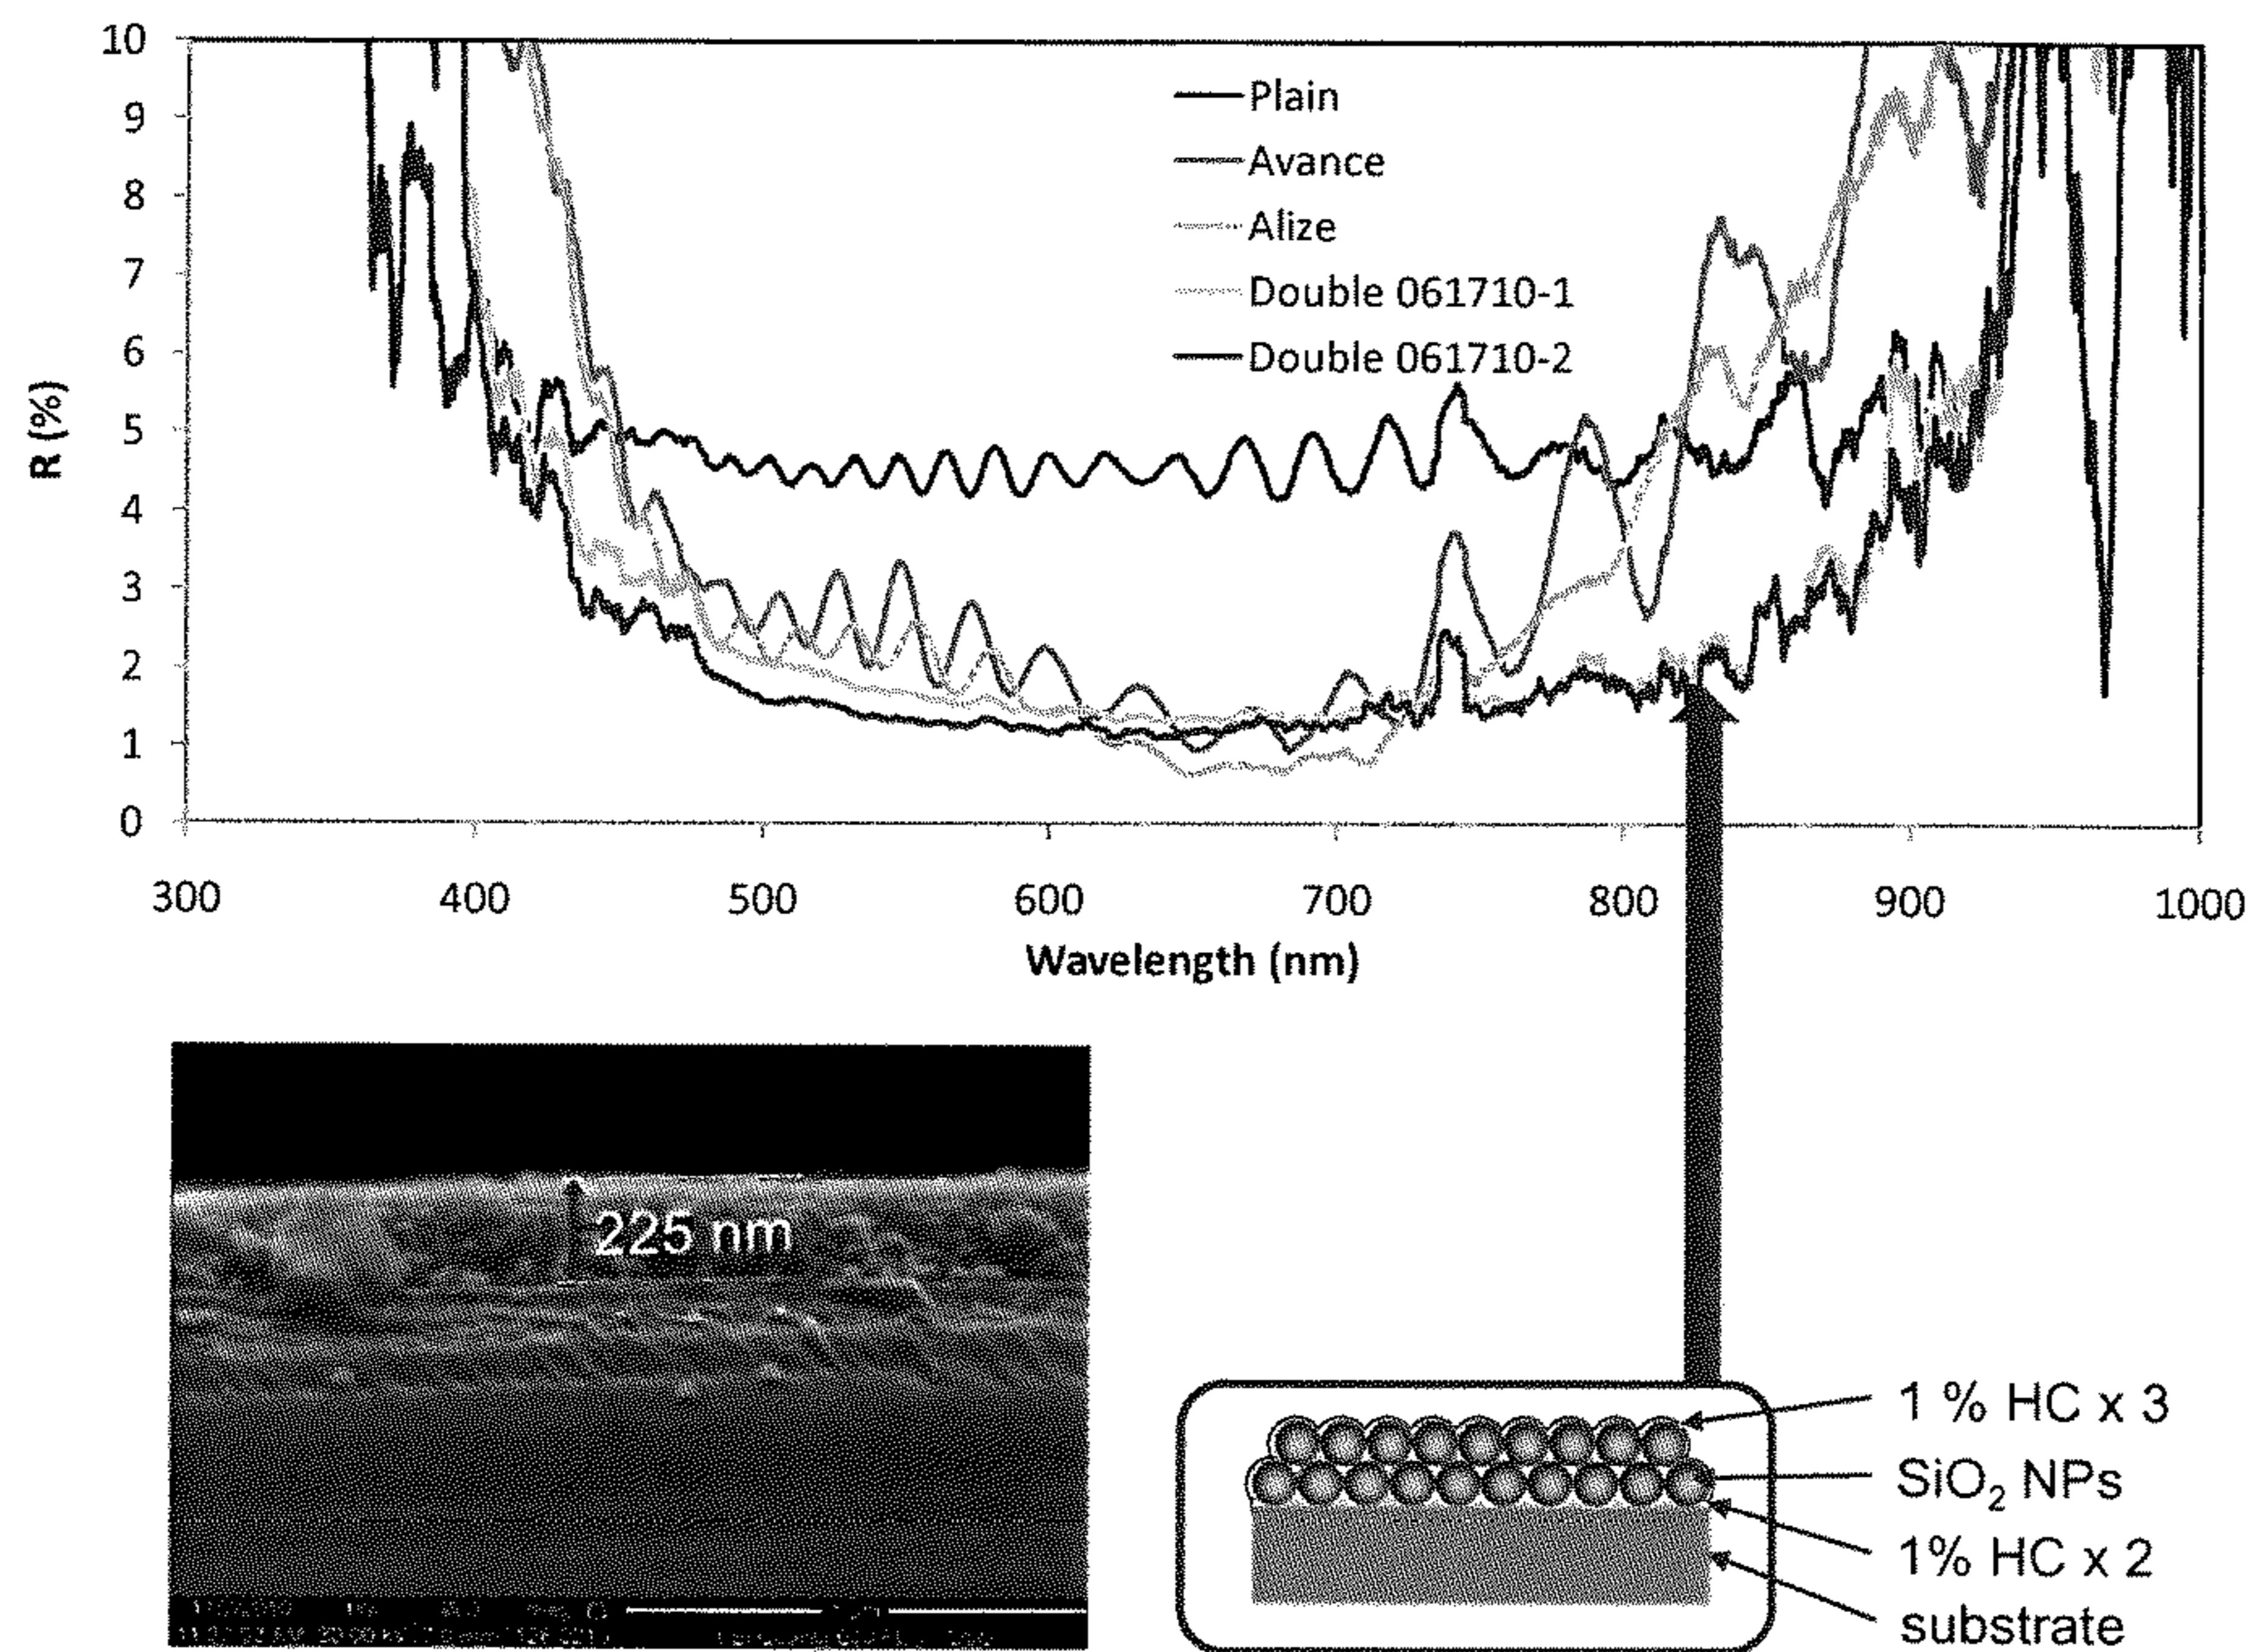 10
9
8
7
6
5
4
3
2
1
0
R (%)
Plain
Avance
Alize
Double 061710-1
Double 061710-2
300 400 500 600 700 800 900 1000
Wavelength (nm)
225 nm
1 % HC x 3
SiO₂ NPs
1% HC x 2
substrate